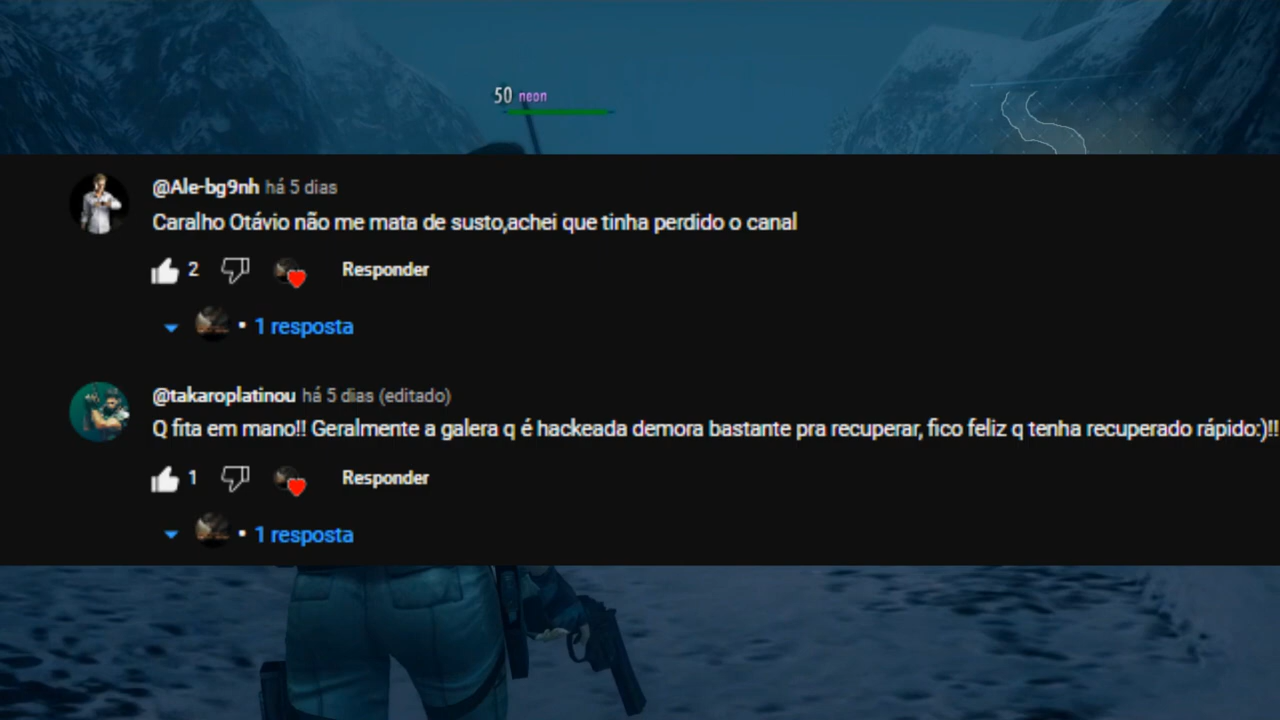 50 neon
@Ale-bg9nh há 5 dias
Caralho Otávio não me mata de susto,achei que tinha perdido o canal
2 Responder
• 1 resposta
@takaroplatinou há 5 dias (editado)
Q fita em mano!! Geralmente a galera q é hackeada demora bastante pra recuperar, fico feliz q tenha recuperado rápido:)!!
1 Responder
• 1 resposta